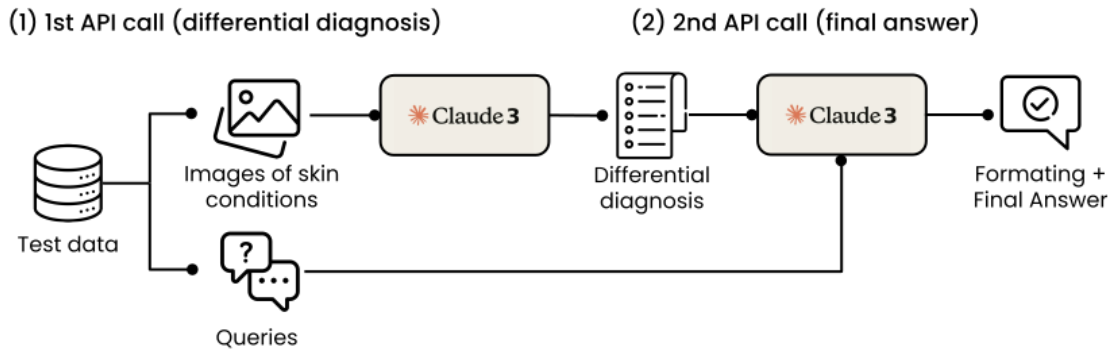 (1) 1st API call (differential diagnosis)
(2) 2nd API call (final answer)
Claude 3
Claude 3
Images of skin
conditions
Differential
diagnosis
Formating +
Final Answer
Test data
?
Queries